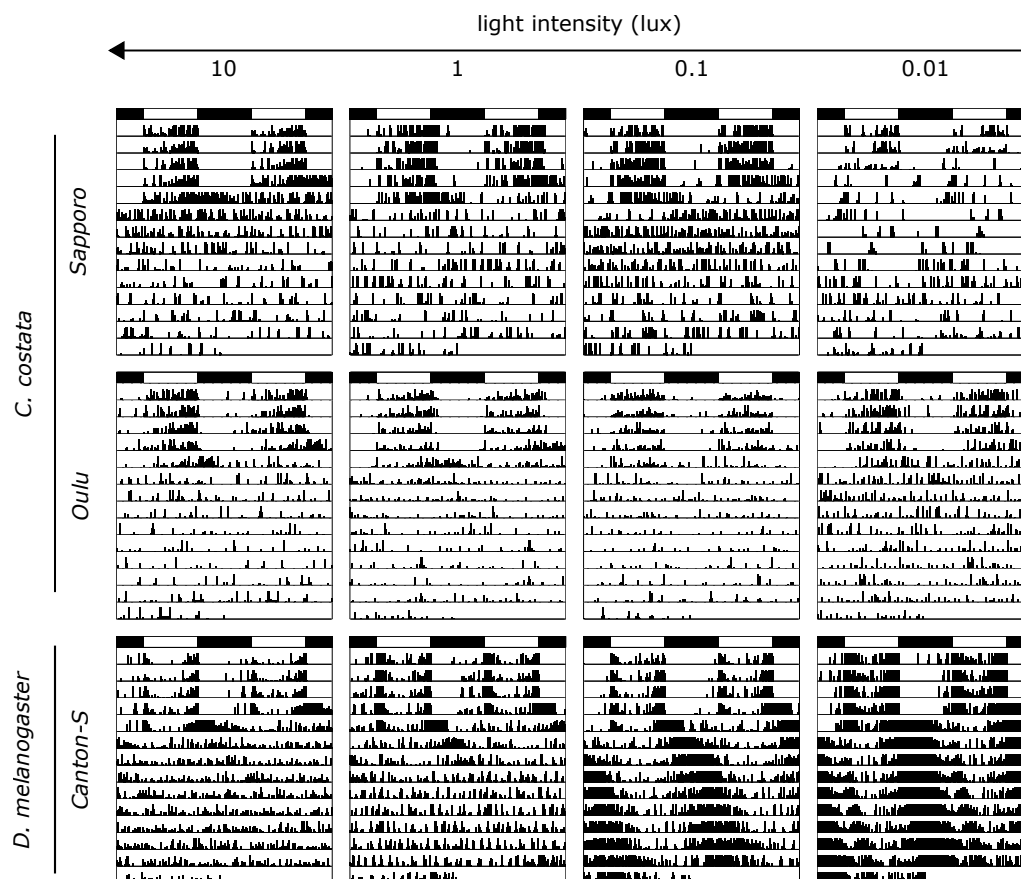 light intensity (lux)
10 1 0.1 0.01
C. costata
Sapporo
Oulu
D. melanogaster
Canton-S